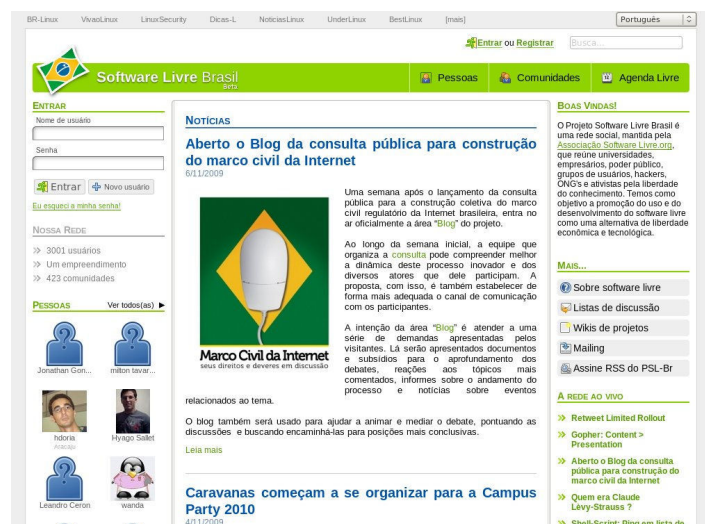 BR-Linux VivaoLinux LinuxSecurity Dicas-L NoticiasLinux UnderLinux BestLinux [mais] Português
Entrar ou Registrar Busca...
Software Livre Brasil
Beta
Pessoas Comunidades Agenda Livre
Entrar
Nome de usuário
Senha
Entrar Novo usuário
Eu esqueci a minha senha!
Nossa Rede
3001 usuários
Um empreendimento
423 comunidades
Pessoas Ver todos(as)
Jonathan Gon... milton tavar...
hdoria Hyago Sallet
Aracaju
Leandro Ceron wanda
Notícias
Aberto o Blog da consulta pública para construção
do marco civil da Internet
6/11/2009
Marco Civil da Internet
seus direitos e deveres em discussão
Uma semana após o lançamento da consulta
pública para a construção coletiva do marco
civil regulatório da Internet brasileira, entra no
ar oficialmente a área “Blog” do projeto.
Ao longo da semana inicial, a equipe que
organiza a consulta pode compreender melhor
a dinâmica deste processo inovador e dos
diversos atores que dele participam. A
proposta, com isso, é também estabelecer de
forma mais adequada o canal de comunicação
com os participantes.
A intenção da área “Blog” é atender a uma
série de demandas apresentadas pelos
visitantes. Lá serão apresentados documentos
e subsídios para o aprofundamento dos
debates, reações aos tópicos mais
comentados, informes sobre o andamento do
processo e notícias sobre eventos
relacionados ao tema.
O blog também será usado para ajudar a animar e mediar o debate, pontuando as
discussões e buscando encaminhá-las para posições mais conclusivas.
Leia mais
Caravanas começam a se organizar para a Campus
Party 2010
4/11/2009
Boas Vindas!
O Projeto Software Livre Brasil é
uma rede social, mantida pela
Associação Software Livre.org,
que reúne universidades,
empresários, poder público,
grupos de usuários, hackers,
ONG's e ativistas pela liberdade
do conhecimento. Temos como
objetivo a promoção do uso e do
desenvolvimento do software livre
como uma alternativa de liberdade
econômica e tecnológica.
Mais...
Sobre software livre
Listas de discussão
Wikis de projetos
Mailing
Assine RSS do PSL-Br
A rede ao vivo
Retweet Limited Rollout
Gopher: Content >
Presentation
Aberto o Blog da consulta
pública para construção do
marco civil da Internet
Quem era Claude
Lévy-Strauss ?
Shell-Script: Ping em lista de